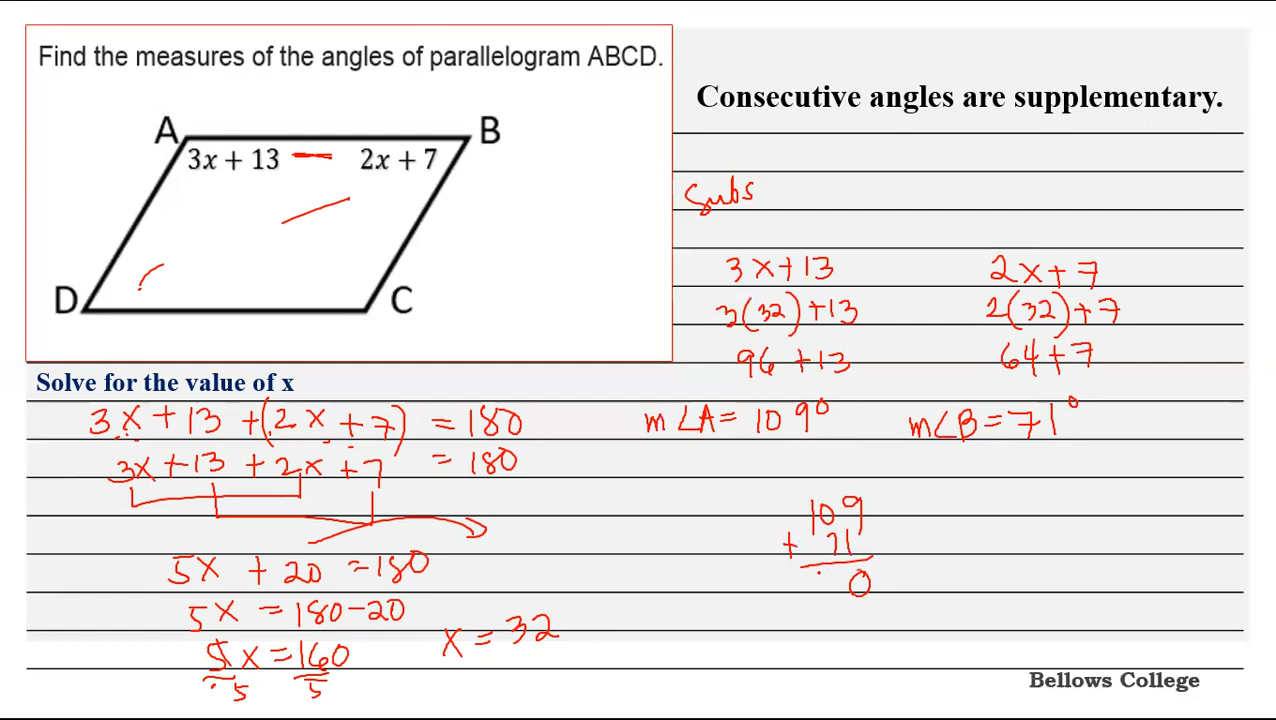 Find the measures of the angles of parallelogram ABCD.
A
B
3x + 13
2x + 7
D
C
Consecutive angles are supplementary.
Subs
3x+13
2x+7
3(32)+13
2(32)+7
96 +13
64+7
m∠A= 109°
m∠B=71°
109
+ 71
0
Solve for the value of x
3x + 13 +(2x + 7) = 180
3x +13 + 2x + 7 = 180
5x + 20 =180
5x = 180-20
5x = 160
5 5
x = 32
Bellows College